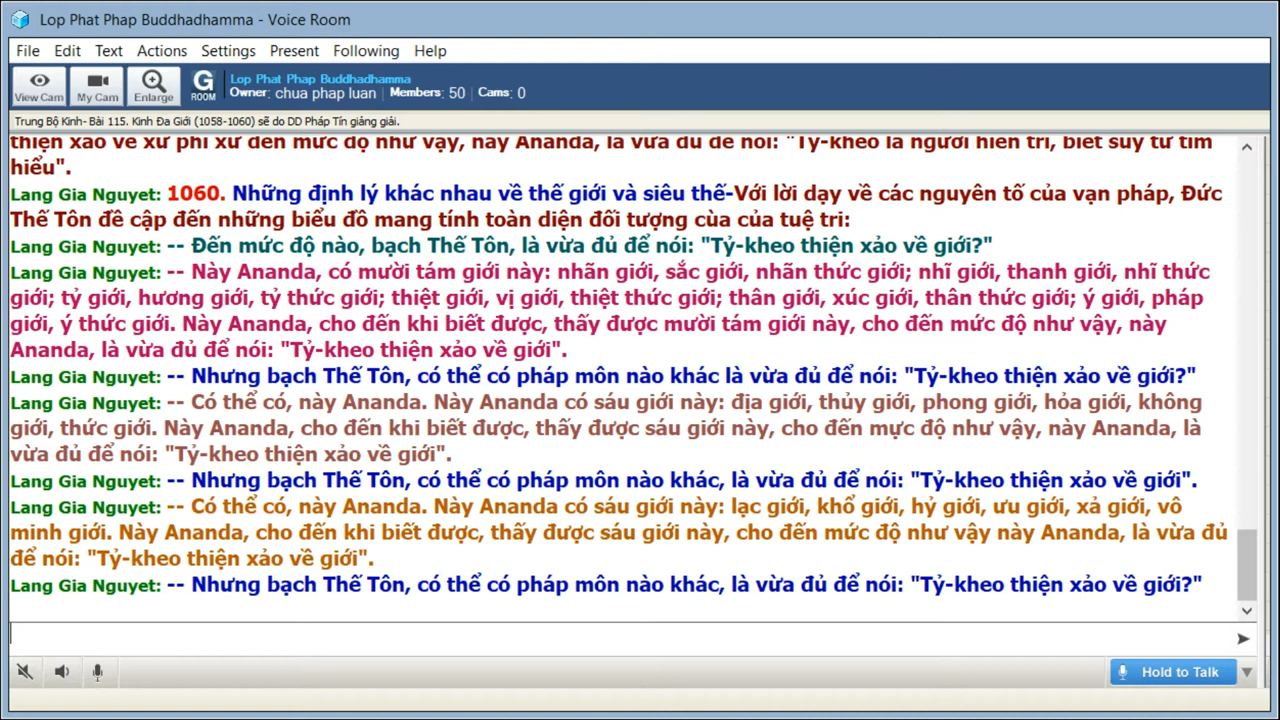 Lop Phat Phap Buddhadhamma - Voice Room
File Edit Text Actions Settings Present Following Help
View Cam My Cam Enlarge G ROOM Lop Phat Phap Buddhadhamma
Owner: chua phap luan Members: 50 Cams: 0
Trung Bộ Kinh- Bài 115. Kinh Đa Giới (1058-1060) sẽ do DD Pháp Tín giảng giải.
thiện xảo về xứ phi xứ đến mức độ như vậy, này Ananda, là vừa đủ để nói: "Tỷ-kheo là người hiền trí, biết suy tư tìm
hiểu".
Lang Gia Nguyet: 1060. Những định lý khác nhau về thế giới và siêu thế-Với lời dạy về các nguyên tố của vạn pháp, Đức
Thế Tôn đề cập đến những biểu đồ mang tính toàn diện đối tượng cùa của tuệ tri:
Lang Gia Nguyet: -- Đến mức độ nào, bạch Thế Tôn, là vừa đủ để nói: "Tỷ-kheo thiện xảo về giới?"
Lang Gia Nguyet: -- Này Ananda, có mười tám giới này: nhãn giới, sắc giới, nhãn thức giới; nhĩ giới, thanh giới, nhĩ thức
giới; tỷ giới, hương giới, tỷ thức giới; thiệt giới, vị giới, thiệt thức giới; thân giới, xúc giới, thân thức giới; ý giới, pháp
giới, ý thức giới. Này Ananda, cho đến khi biết được, thấy được mười tám giới này, cho đến mức độ như vậy, này
Ananda, là vừa đủ để nói: "Tỷ-kheo thiện xảo về giới".
Lang Gia Nguyet: -- Nhưng bạch Thế Tôn, có thể có pháp môn nào khác là vừa đủ để nói: "Tỷ-kheo thiện xảo về giới?"
Lang Gia Nguyet: -- Có thể có, này Ananda. Này Ananda có sáu giới này: địa giới, thủy giới, phong giới, hỏa giới, không
giới, thức giới. Này Ananda, cho đến khi biết được, thấy được sáu giới này, cho đến mực độ như vậy, này Ananda, là
vừa đủ để nói: "Tỷ-kheo thiện xảo về giới".
Lang Gia Nguyet: -- Nhưng bạch Thế Tôn, có thể có pháp môn nào khác, là vừa đủ để nói: "Tỷ-kheo thiện xảo về giới".
Lang Gia Nguyet: -- Có thể có, này Ananda. Này Ananda có sáu giới này: lạc giới, khổ giới, hỷ giới, ưu giới, xả giới, vô
minh giới. Này Ananda, cho đến khi biết được, thấy được sáu giới này, cho đến mức độ như vậy này Ananda, là vừa đủ
để nói: "Tỷ-kheo thiện xảo về giới".
Lang Gia Nguyet: -- Nhưng bạch Thế Tôn, có thể có pháp môn nào khác, là vừa đủ để nói: "Tỷ-kheo thiện xảo về giới?"
Hold to Talk